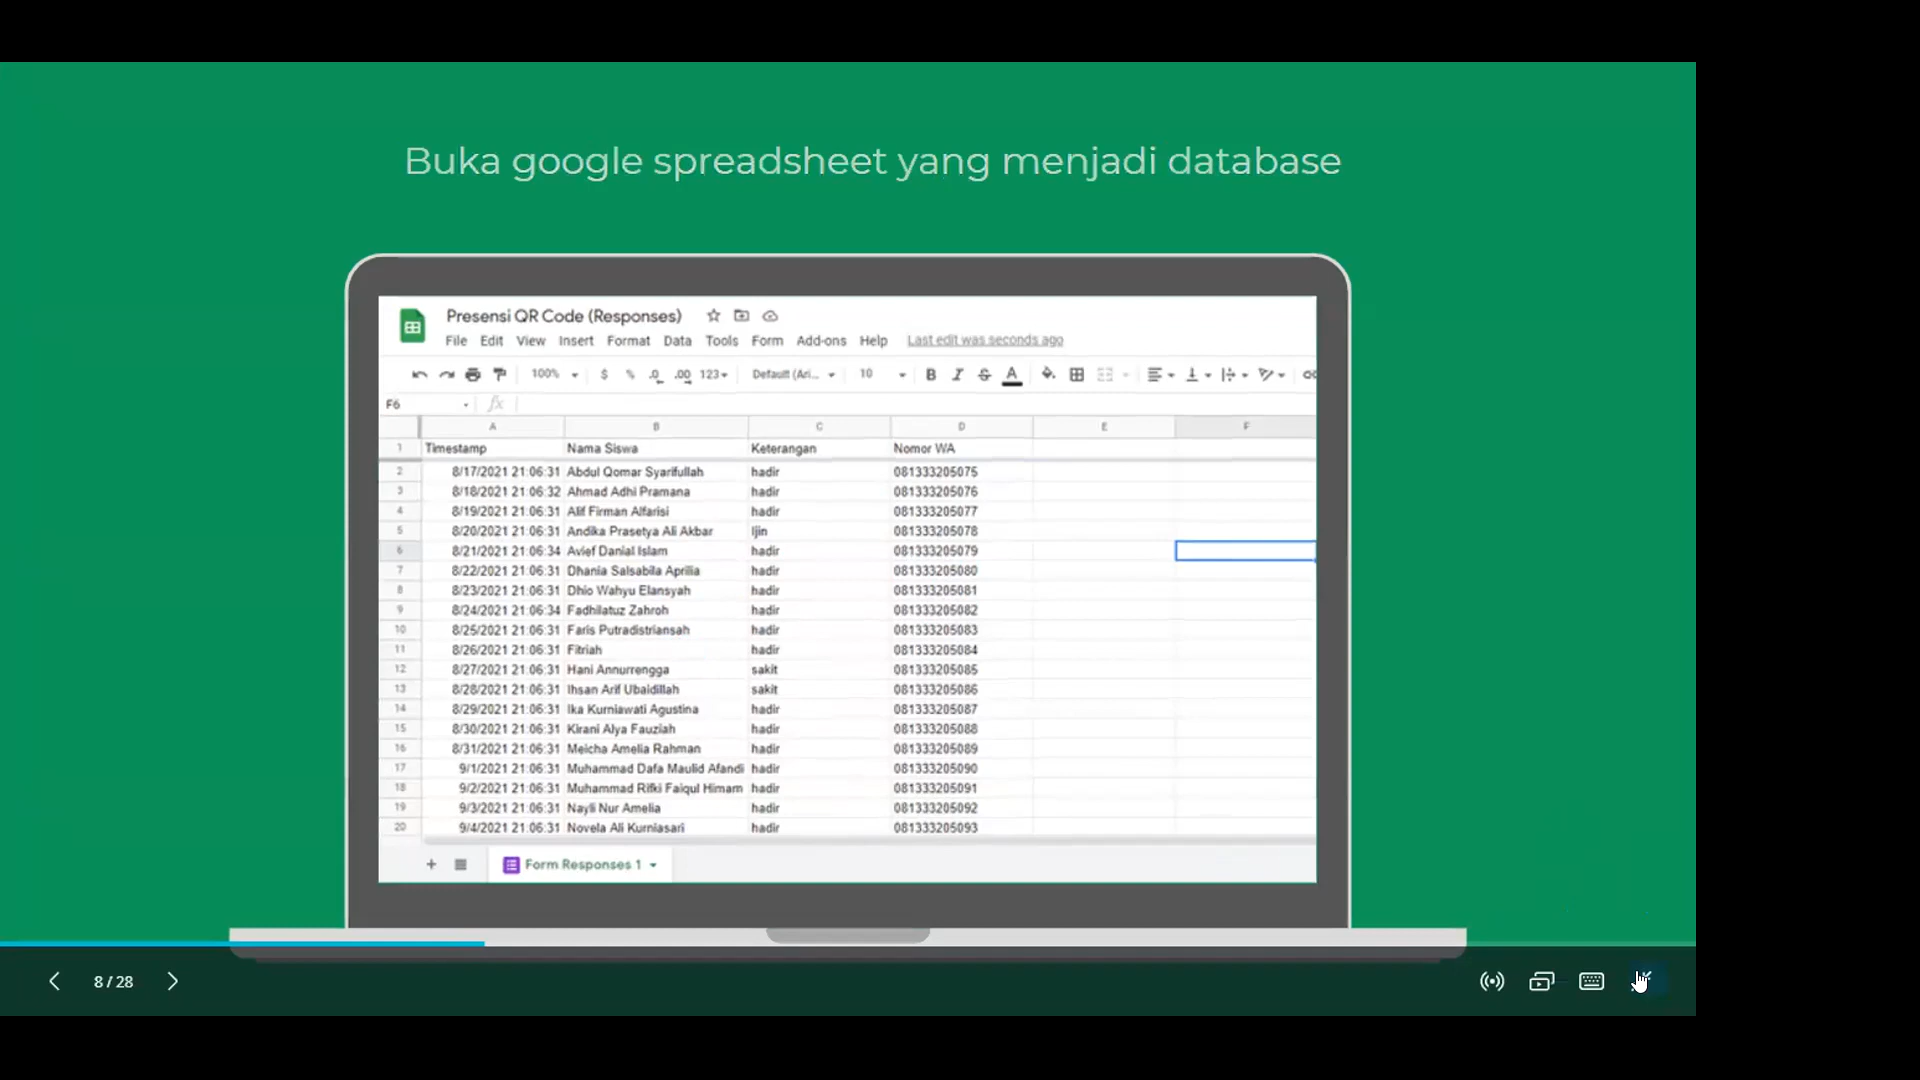 Buka google spreadsheet yang menjadi database
Presensi QR Code (Responses)
File Edit View Insert Format Data Tools Form Add-ons Help Last edit was seconds ago
100% $ % .0 .00 123 Default (Ari... 10 B I S A
F6 fx
A B C D E F
1 Timestamp Nama Siswa Keterangan Nomor WA
2 8/17/2021 21:06:31 Abdul Qomar Syarifullah hadir 081333205075
3 8/18/2021 21:06:32 Ahmad Adhi Pramana hadir 081333205076
4 8/19/2021 21:06:31 Alif Firman Alfarisi hadir 081333205077
5 8/20/2021 21:06:31 Andika Prasetya Ali Akbar Ijin 081333205078
6 8/21/2021 21:06:34 Avief Danial Islam hadir 081333205079
7 8/22/2021 21:06:31 Dhania Salsabila Aprilia hadir 081333205080
8 8/23/2021 21:06:31 Dhio Wahyu Elansyah hadir 081333205081
9 8/24/2021 21:06:34 Fadhilatuz Zahroh hadir 081333205082
10 8/25/2021 21:06:31 Faris Putradistriansah hadir 081333205083
11 8/26/2021 21:06:31 Fitriah hadir 081333205084
12 8/27/2021 21:06:31 Hani Annurrengga sakit 081333205085
13 8/28/2021 21:06:31 Ihsan Arif Ubaidillah sakit 081333205086
14 8/29/2021 21:06:31 Ika Kurniawati Agustina hadir 081333205087
15 8/30/2021 21:06:31 Kirani Alya Fauziah hadir 081333205088
16 8/31/2021 21:06:31 Meicha Amelia Rahman hadir 081333205089
17 9/1/2021 21:06:31 Muhammad Dafa Maulid Afandi hadir 081333205090
18 9/2/2021 21:06:31 Muhammad Rifki Faiqul Himam hadir 081333205091
19 9/3/2021 21:06:31 Nayli Nur Amelia hadir 081333205092
20 9/4/2021 21:06:31 Novela Ali Kurniasari hadir 081333205093
+ Form Responses 1
8 / 28